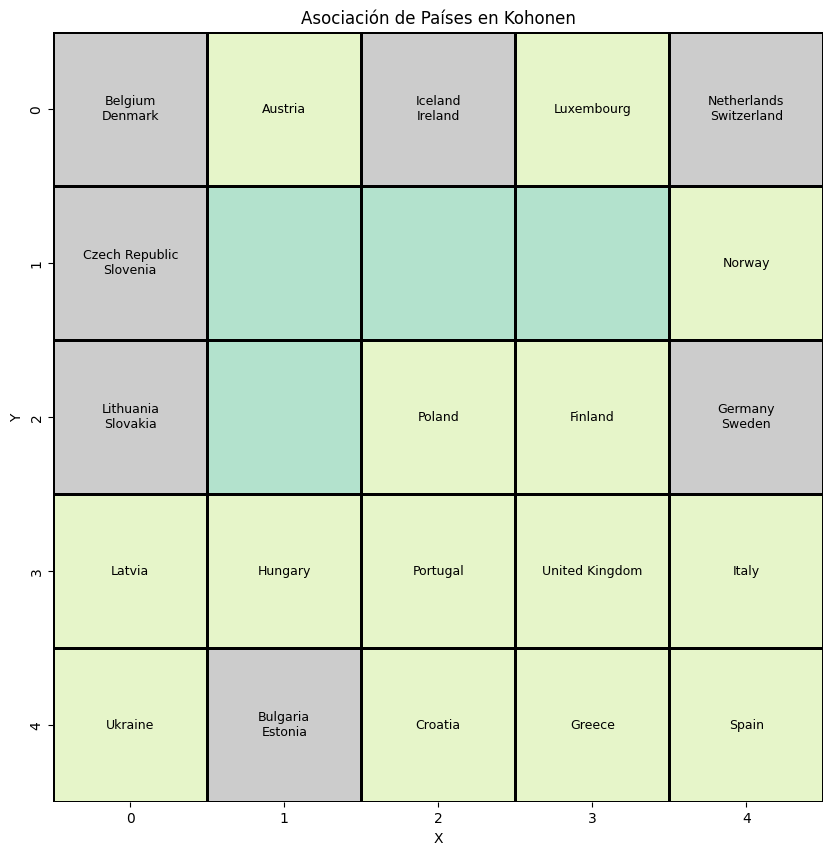 Asociación de Países en Kohonen
0
Belgium
Denmark
Austria
Iceland
Ireland
Luxembourg
Netherlands
Switzerland
1
Czech Republic
Slovenia
Norway
Y
2
Lithuania
Slovakia
Poland
Finland
Germany
Sweden
3
Latvia
Hungary
Portugal
United Kingdom
Italy
4
Ukraine
Bulgaria
Estonia
Croatia
Greece
Spain
0 1 2 3 4
X